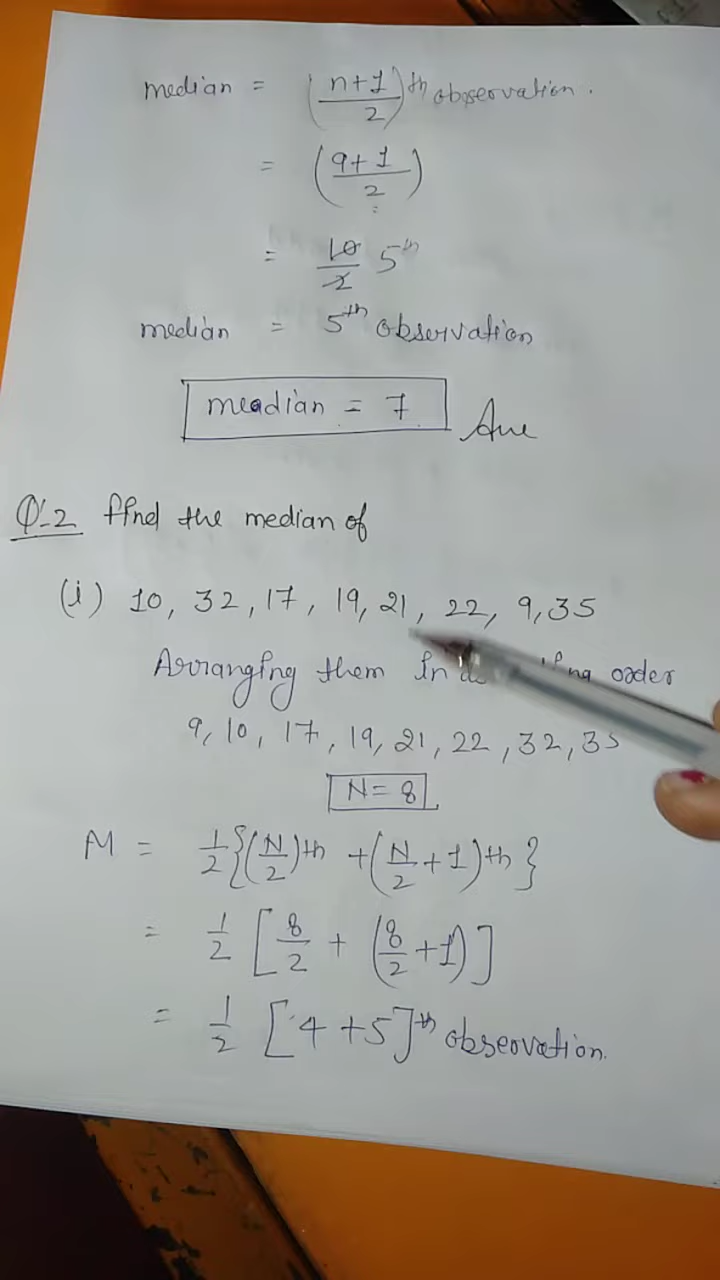 median = (n+1/2)th observation.
= (9+1/2)
= 10/2 5th
median = 5th observation
meadian = 7 Ans
Q-2 find the median of
(i) 10, 32, 17, 19, 21, 22, 9, 35
Arranging them in order
9, 10, 17, 19, 21, 22, 32, 35
N = 8
M = 1/2 {(N/2)th + (N/2 + 1)th}
= 1/2 [8/2 + (8/2 + 1)]
= 1/2 [4 + 5]th observation.